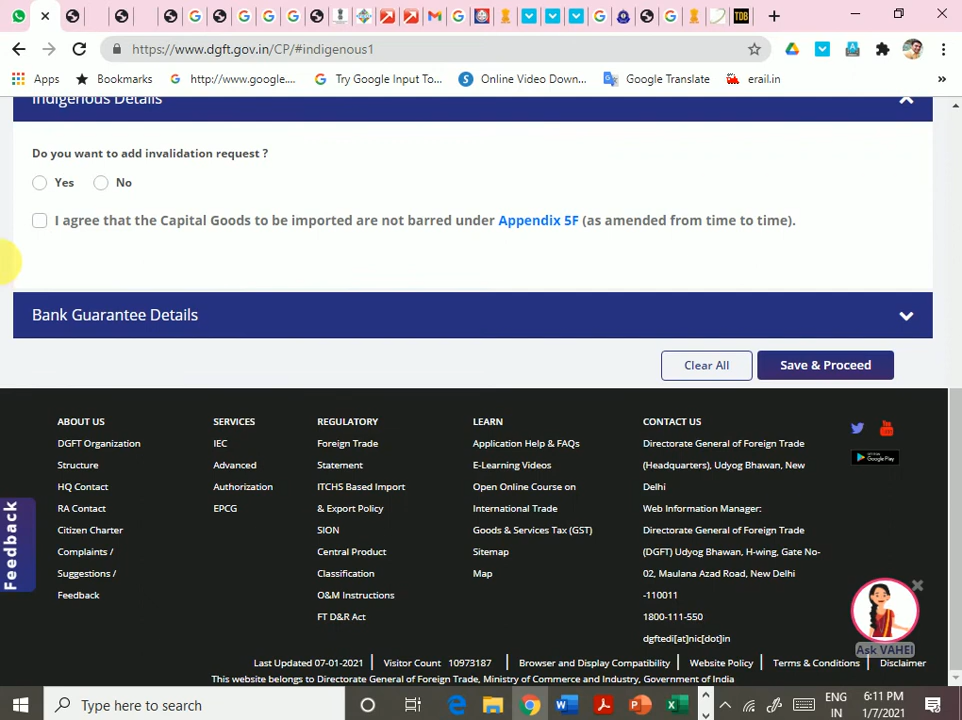 https://www.dgft.gov.in/CP/#indigenous1
Apps Bookmarks http://www.google.... Try Google Input To... Online Video Down... Google Translate erail.in »
Indigenous Details
Do you want to add invalidation request ?
Yes No
I agree that the Capital Goods to be imported are not barred under Appendix 5F (as amended from time to time).
Bank Guarantee Details
Clear All Save & Proceed
ABOUT US
DGFT Organization
Structure
HQ Contact
RA Contact
Citizen Charter
Complaints /
Suggestions /
Feedback
SERVICES
IEC
Advanced
Authorization
EPCG
REGULATORY
Foreign Trade
Statement
ITCHS Based Import
& Export Policy
SION
Central Product
Classification
O&M Instructions
FT D&R Act
LEARN
Application Help & FAQs
E-Learning Videos
Open Online Course on
International Trade
Goods & Services Tax (GST)
Sitemap
Map
CONTACT US
Directorate General of Foreign Trade
(Headquarters), Udyog Bhawan, New
Delhi
Web Information Manager:
Directorate General of Foreign Trade
(DGFT) Udyog Bhawan, H-wing, Gate No-
02, Maulana Azad Road, New Delhi
-110011
1800-111-550
dgftedi[at]nic[dot]in
Google Play
Feedback
Ask VAHEI
Last Updated 07-01-2021 Visitor Count 10973187 Browser and Display Compatibility Website Policy Terms & Conditions Disclaimer
This website belongs to Directorate General of Foreign Trade, Ministry of Commerce and Industry, Government of India
Type here to search
ENG
IN
6:11 PM
1/7/2021